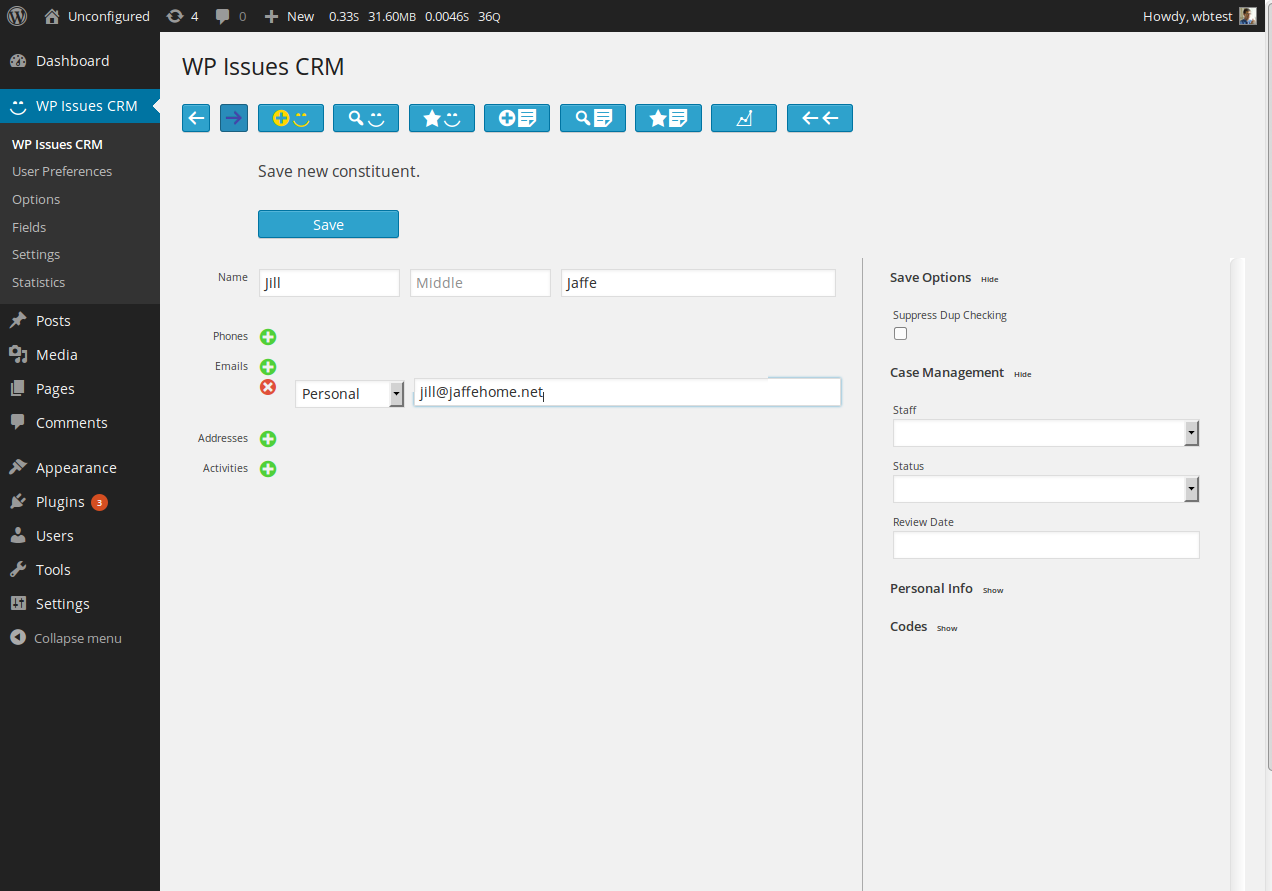 Unconfigured 4 0 New 0.33S 31.60MB 0.0046S 36Q Howdy, wbtest
Dashboard
WP Issues CRM
WP Issues CRM
User Preferences
Options
Fields
Settings
Statistics
Posts
Media
Pages
Comments
Appearance
Plugins 3
Users
Tools
Settings
Collapse menu
WP Issues CRM
Save new constituent.
Save
Name Jill Middle Jaffe
Phones
Emails
Personal jill@jaffehome.net
Addresses
Activities
Save Options Hide
Suppress Dup Checking
Case Management Hide
Staff
Status
Review Date
Personal Info Show
Codes Show